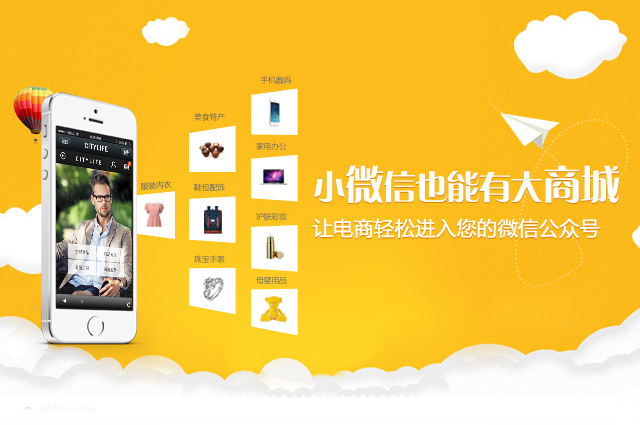 手机数码
美食特产
家电办公
服装内衣
鞋包配饰
护肤彩妆
珠宝手表
母婴用品
CITYLIFE
CITYLIFE
小微信也能有大商城
让电商轻松进入您的微信公众号